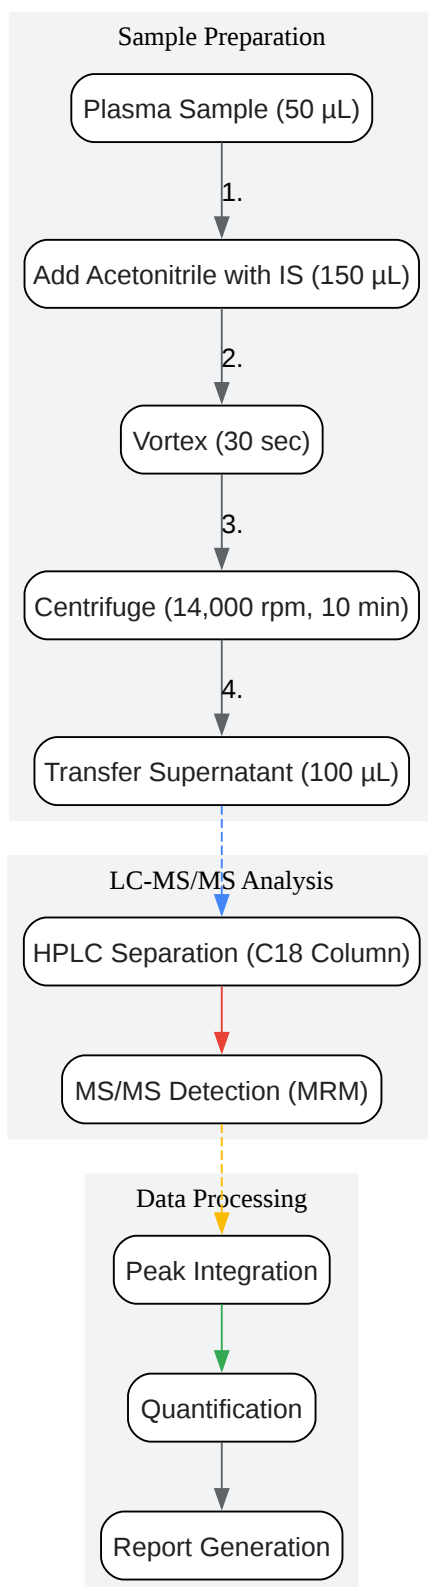 Sample Preparation
Plasma Sample (50 µL)
1.
Add Acetonitrile with IS (150 µL)
2.
Vortex (30 sec)
3.
Centrifuge (14,000 rpm, 10 min)
4.
Transfer Supernatant (100 µL)
LC-MS/MS Analysis
HPLC Separation (C18 Column)
MS/MS Detection (MRM)
Data Processing
Peak Integration
Quantification
Report Generation